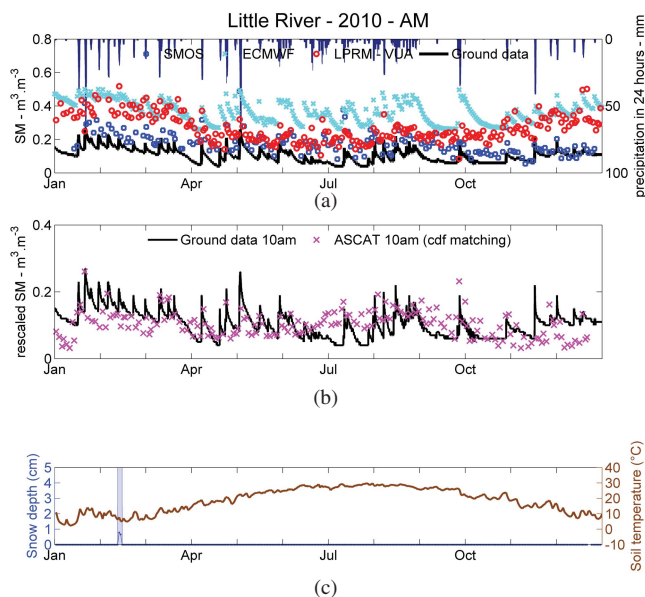 Little River - 2010 - AM
SM - m³.m⁻³
0.8
0.6
0.4
0.2
0
SMOS ECMWF LPRM - VUA Ground data
0
50
100
precipitation in 24 hours - mm
Jan Apr Jul Oct
(a)
rescaled SM - m³.m⁻³
0.4
0.2
0
Ground data 10am ASCAT 10am (cdf matching)
Jan Apr Jul Oct
(b)
Snow depth (cm)
5
4
3
2
1
0
40
30
20
10
0
-10
Soil temperature (°C)
Jan Apr Jul Oct
(c)